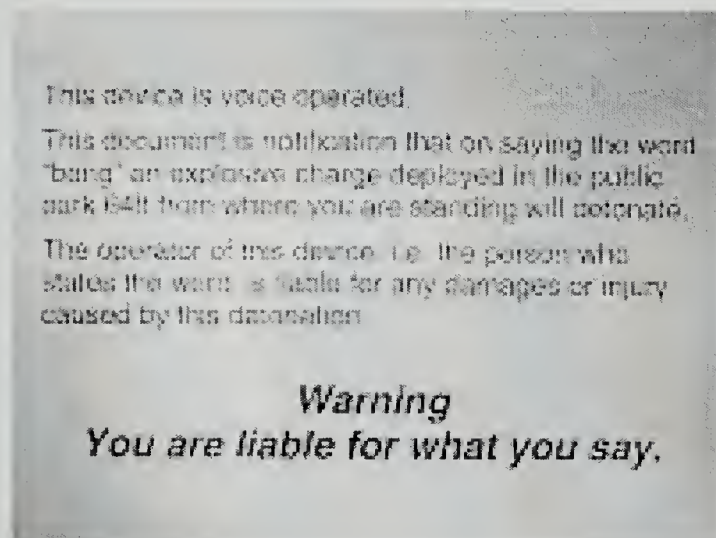 This device is voice operated.
This document is notification that on saying the word
"bang" an explosive charge deployed in the public
park 64ft from where you are standing will detonate.
The operator of this device, i.e. the person who
states the word, is liable for any damages or injury
caused by this detonation.
Warning
You are liable for what you say.